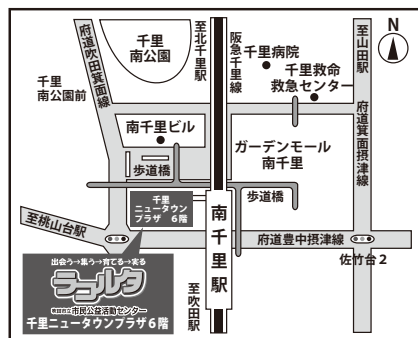 千里
南公園
至北千里駅
阪急千里線
千里病院
千里救命
救急センター
至山田駅
N
府道吹田箕面線
千里
南公園前
南千里ビル
ガーデンモール
南千里
府道箕面摂津線
歩道橋
千里
ニュータウン
プラザ 6階
歩道橋
至桃山台駅
南千里駅
府道豊中摂津線
佐竹台2
出会う→集う→育てる→実る
ラコルタ
吹田市立市民公益活動センター
千里ニュータウンプラザ6階
至吹田駅